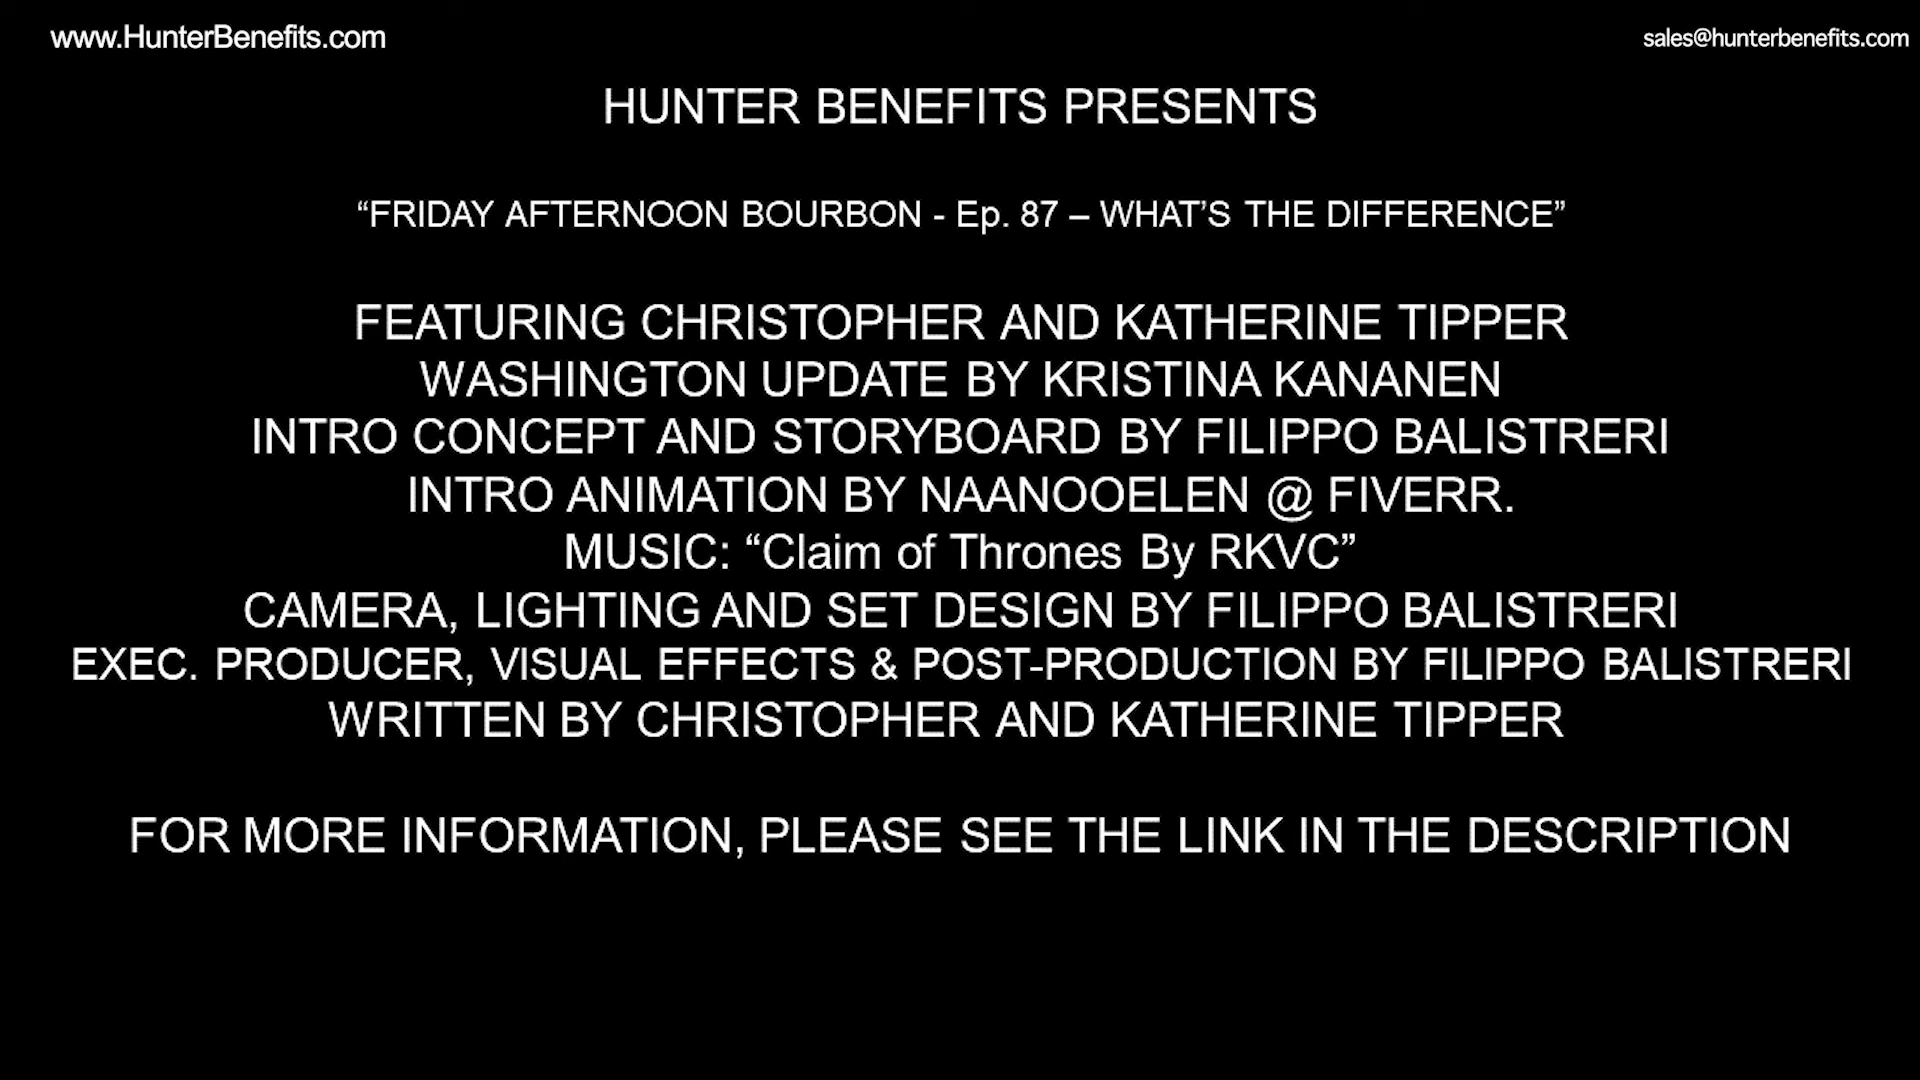 www.HunterBenefits.com
sales@hunterbenefits.com
HUNTER BENEFITS PRESENTS
“FRIDAY AFTERNOON BOURBON - Ep. 87 – WHAT’S THE DIFFERENCE”
FEATURING CHRISTOPHER AND KATHERINE TIPPER
WASHINGTON UPDATE BY KRISTINA KANANEN
INTRO CONCEPT AND STORYBOARD BY FILIPPO BALISTRERI
INTRO ANIMATION BY NAANOOELEN @ FIVERR.
MUSIC: “Claim of Thrones By RKVC”
CAMERA, LIGHTING AND SET DESIGN BY FILIPPO BALISTRERI
EXEC. PRODUCER, VISUAL EFFECTS & POST-PRODUCTION BY FILIPPO BALISTRERI
WRITTEN BY CHRISTOPHER AND KATHERINE TIPPER
FOR MORE INFORMATION, PLEASE SEE THE LINK IN THE DESCRIPTION